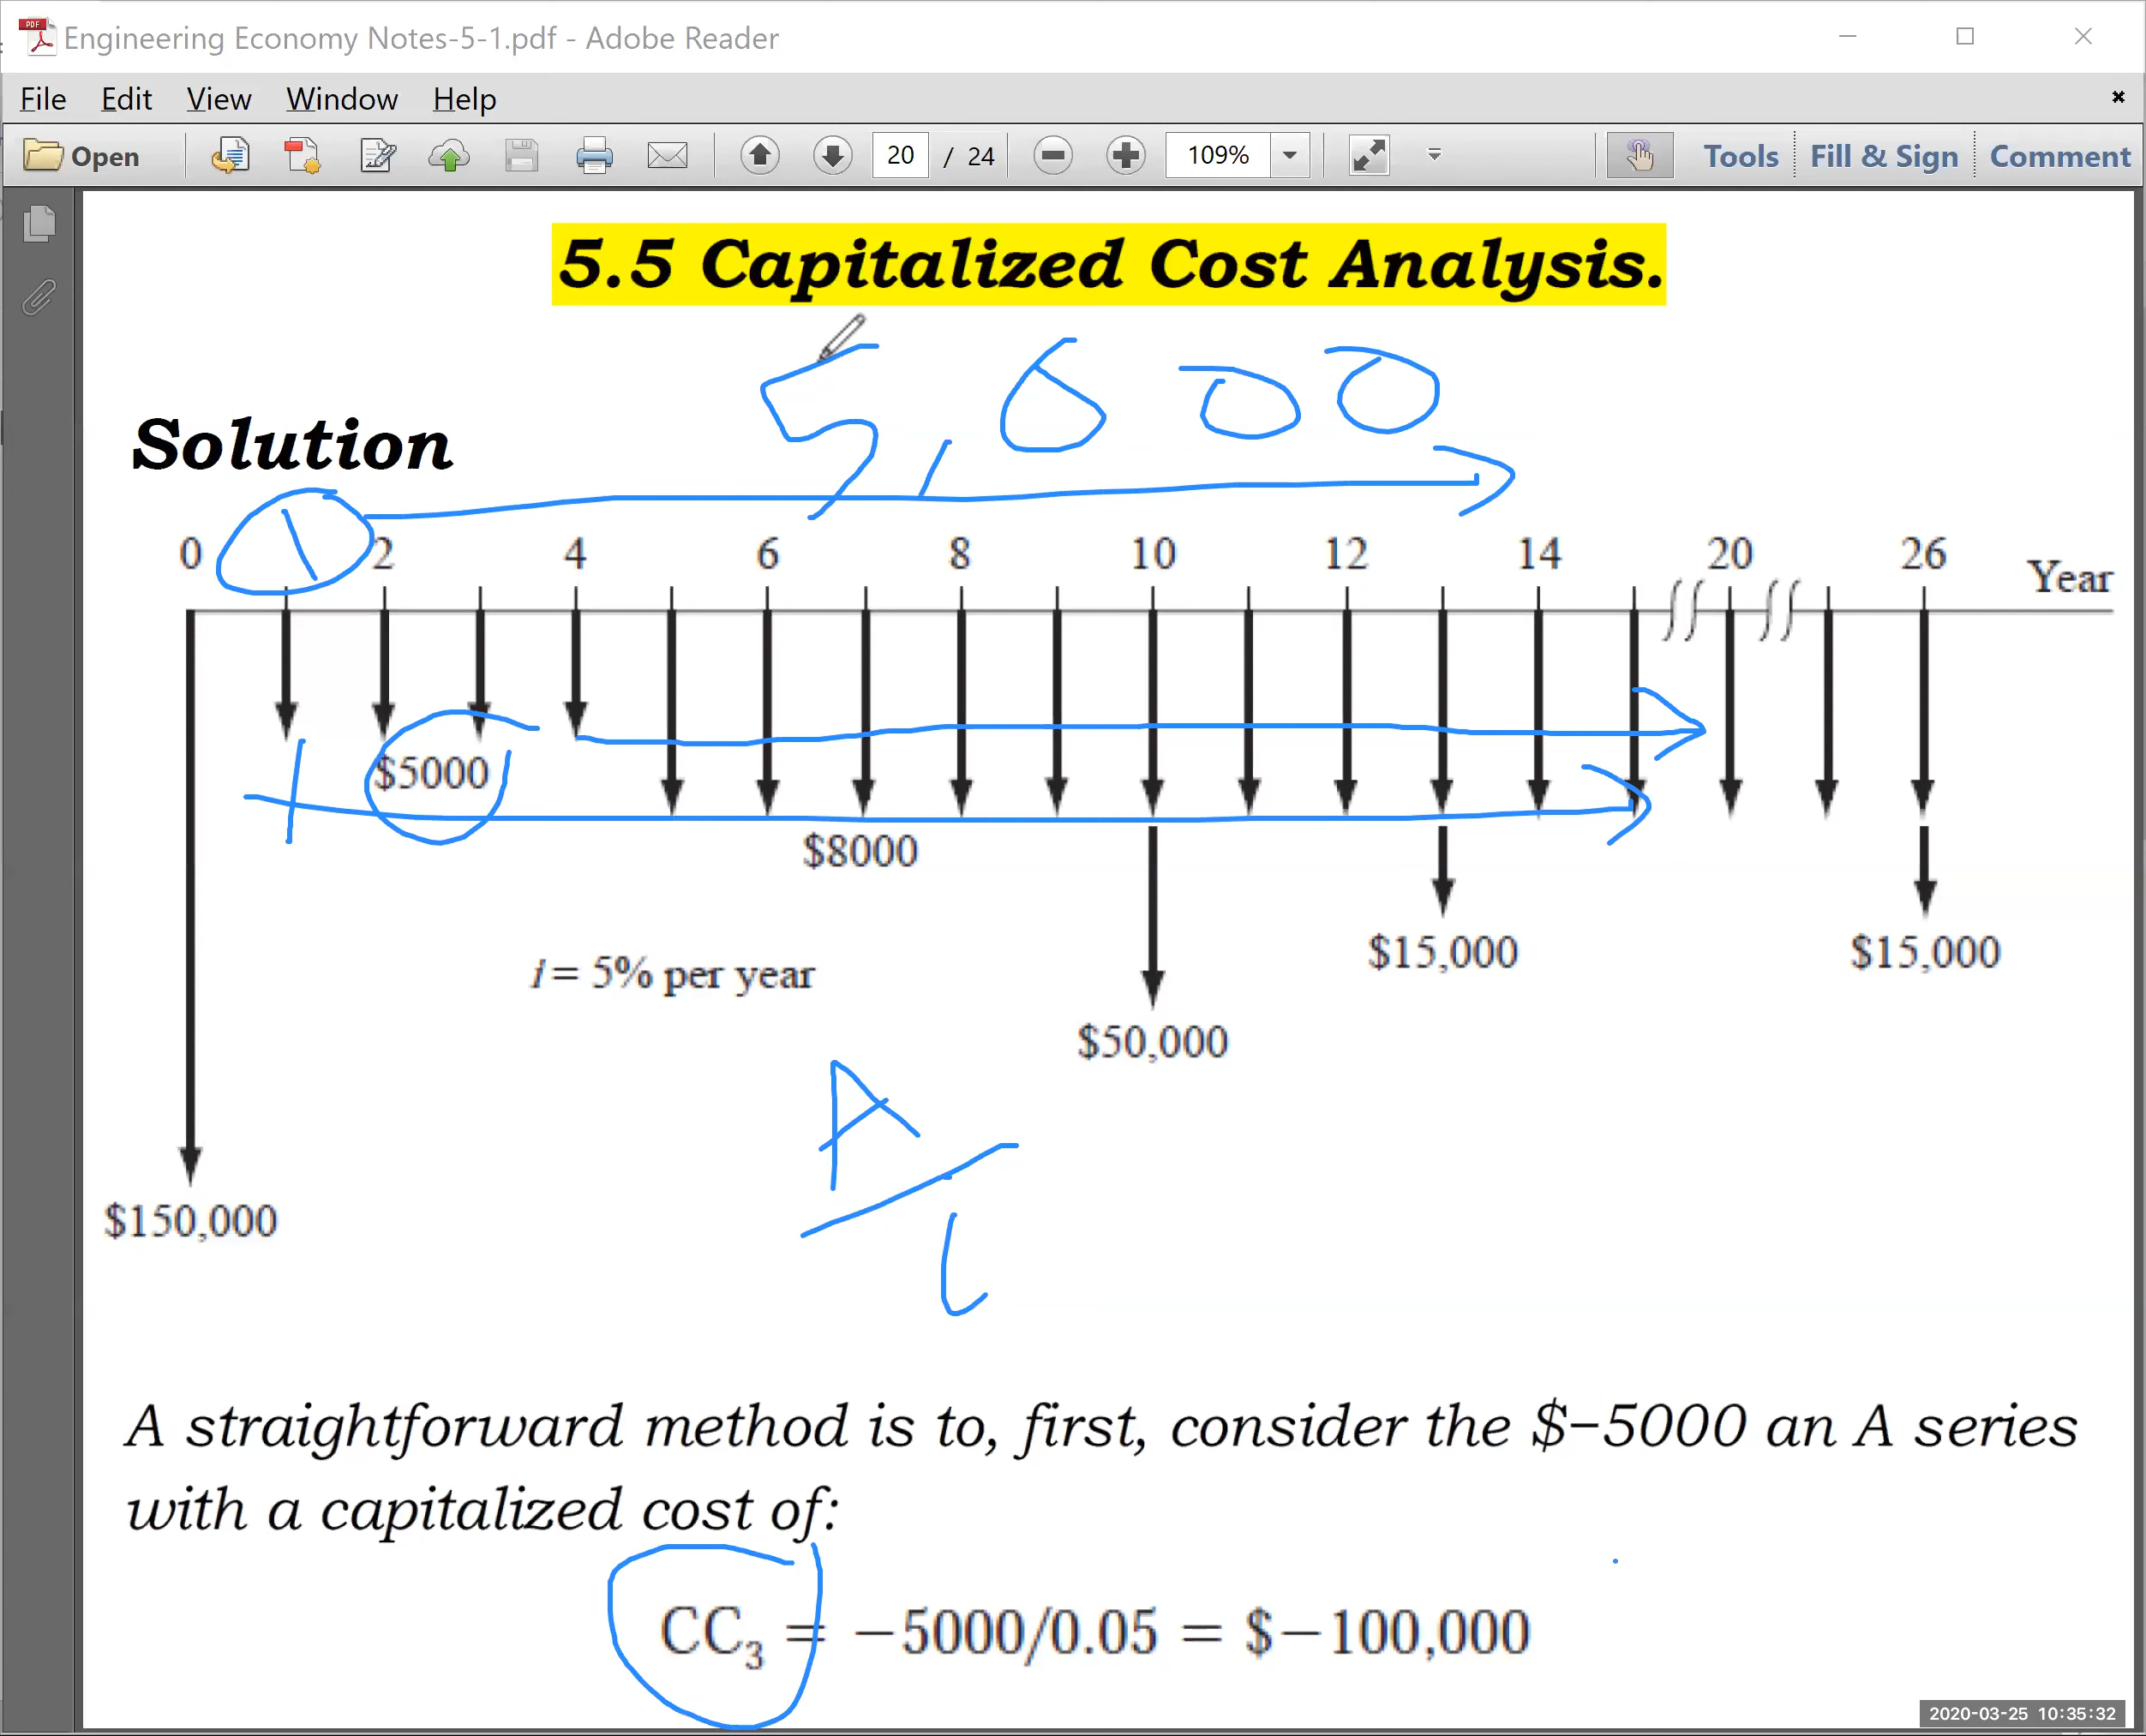 Engineering Economy Notes-5-1.pdf - Adobe Reader
File Edit View Window Help
Open 20 / 24 109% Tools Fill & Sign Comment
5.5 Capitalized Cost Analysis.
5,600
Solution
0 1 2 4 6 8 10 12 14 20 26 Year
$5000
$8000
$15,000 $15,000
i = 5% per year
$50,000
A
i
$150,000
A straightforward method is to, first, consider the $−5000 an A series
with a capitalized cost of:
CC3 = −5000/0.05 = $−100,000
2020-03-25 10:35:32